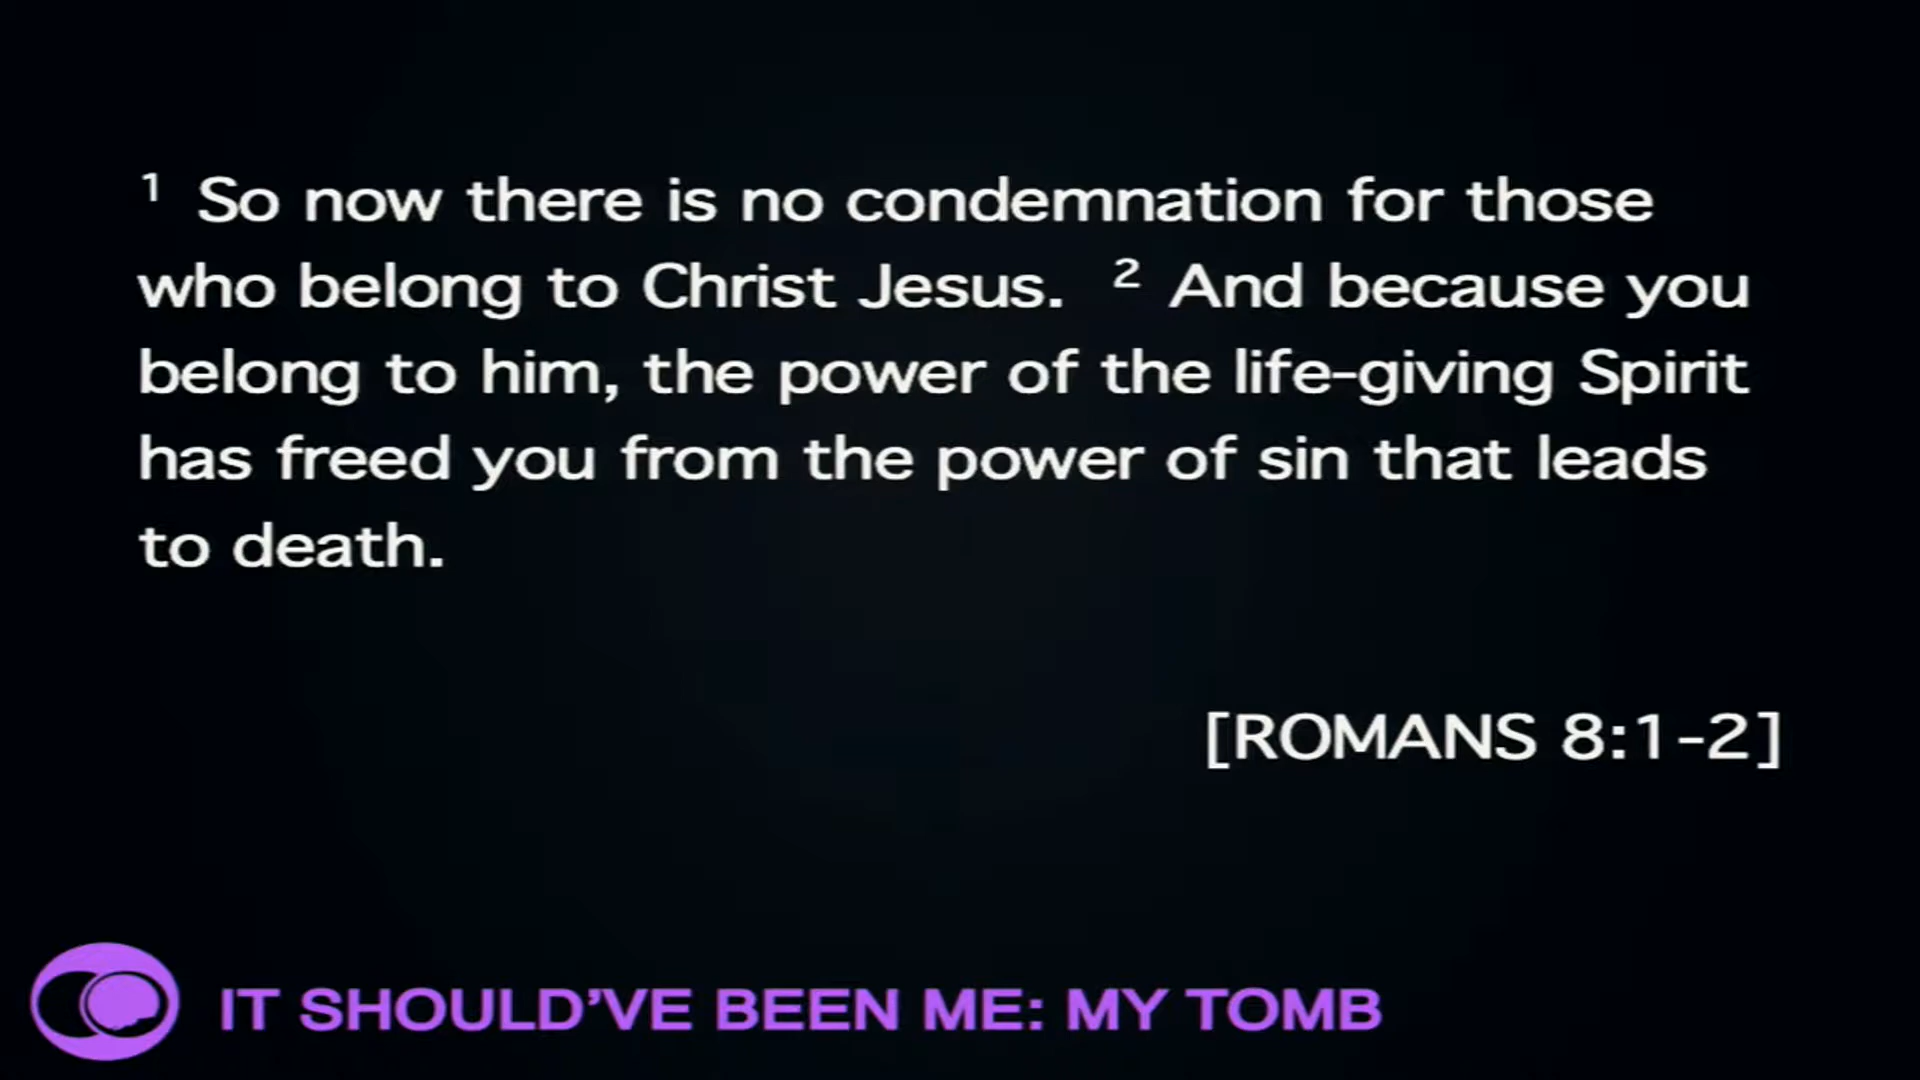 ¹ So now there is no condemnation for those
who belong to Christ Jesus. ² And because you
belong to him, the power of the life-giving Spirit
has freed you from the power of sin that leads
to death.
[ROMANS 8:1-2]
IT SHOULD’VE BEEN ME: MY TOMB